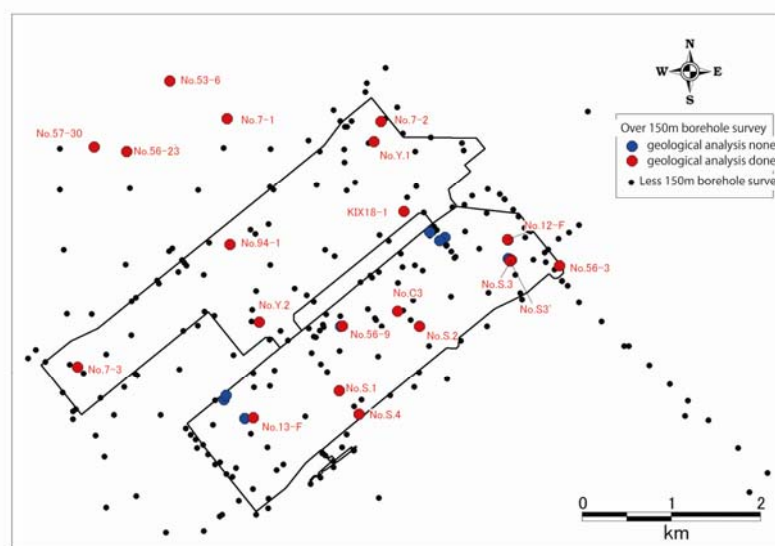 N
W E
S
Over 150m borehole survey
geological analysis none
geological analysis done
Less 150m borehole surve
No.53-6
No.7-1
No.57-30
No.56-23
No.7-2
No.Y.1
KIX18-1
No.12-F
No.94-1
No.56-3
No.S.3
No.S3'
No.C3
No.Y.2
No.56-9
No.S.2
No.7-3
No.S.1
No.S.4
No.13-F
0 1 2
km